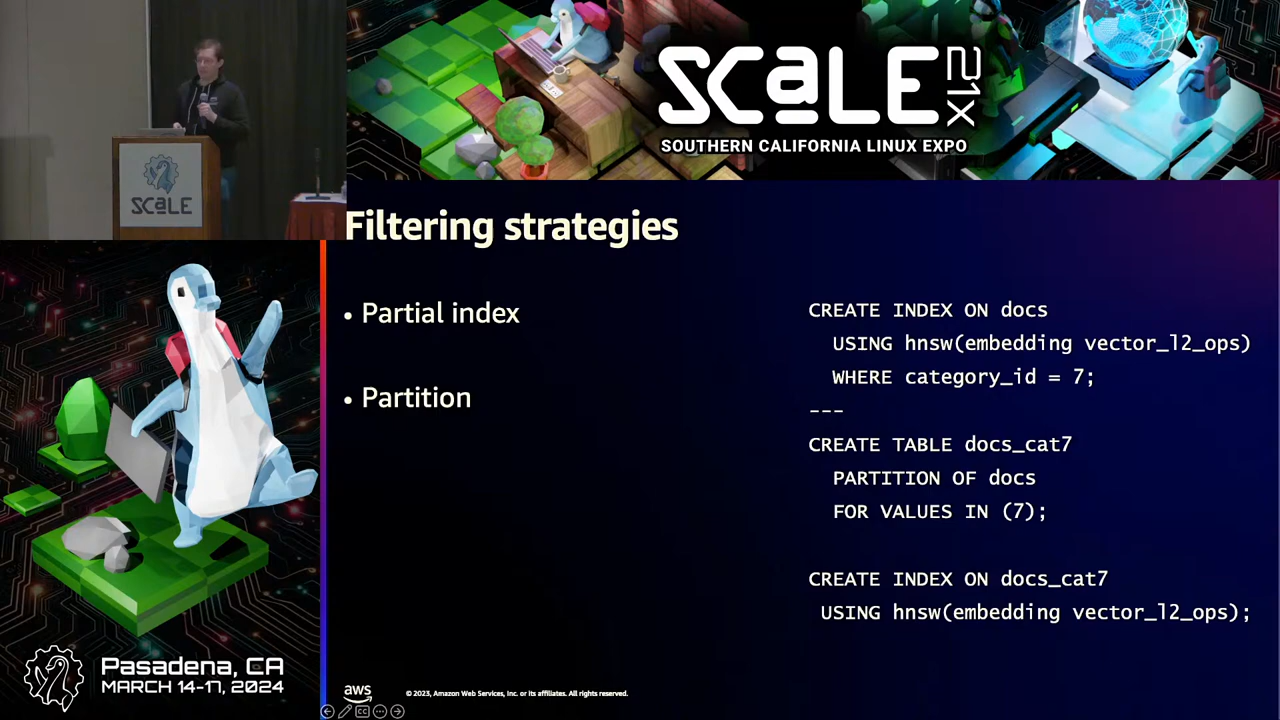 SCaLE 21X
SOUTHERN CALIFORNIA LINUX EXPO
SCaLE
Filtering strategies
• Partial index
• Partition
CREATE INDEX ON docs
USING hnsw(embedding vector_l2_ops)
WHERE category_id = 7;
---
CREATE TABLE docs_cat7
PARTITION OF docs
FOR VALUES IN (7);
CREATE INDEX ON docs_cat7
USING hnsw(embedding vector_l2_ops);
Pasadena, CA
MARCH 14-17, 2024
aws
© 2023, Amazon Web Services, Inc. or its affiliates. All rights reserved.
CC